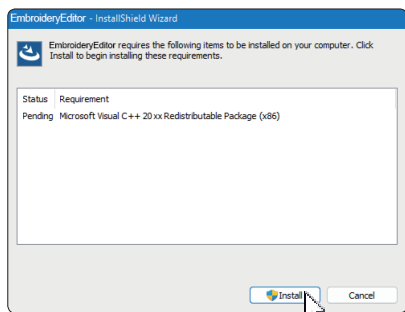 EmbroideryEditor - InstallShield Wizard
EmbroideryEditor requires the following items to be installed on your computer. Click
Install to begin installing these requirements.
Status Requirement
Pending Microsoft Visual C++ 20xx Redistributable Package (x86)
Install Cancel